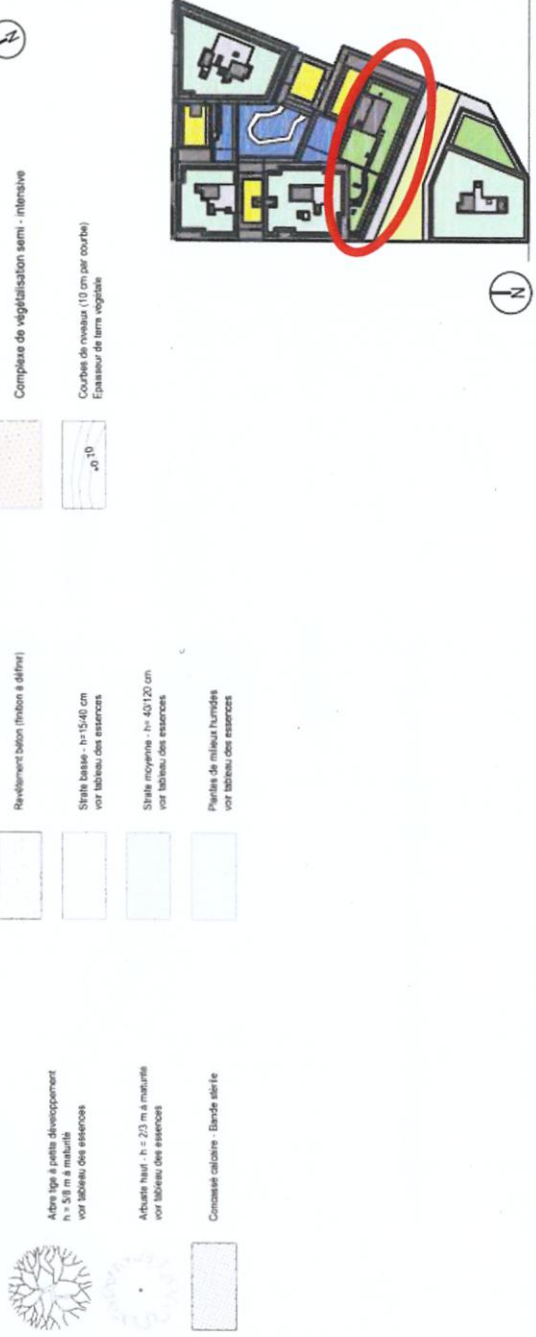 N
Complexe de végétalisation semi - intensive
Courbes de niveaux (10 cm par courbe)
Epaisseur de terre végétale
+0.10
Revêtement béton (finition à définir)
Strate basse - h=15/40 cm
voir tableau des essences
Strate moyenne - h= 40/120 cm
voir tableau des essences
Plantes de milieux humides
voir tableau des essences
Arbre tige à petite développement
h = 5/8 m à maturité
voir tableau des essences
Arbuste haut - h = 2/3 m à maturité
voir tableau des essences
Concassé calcaire - Bande stérile
N